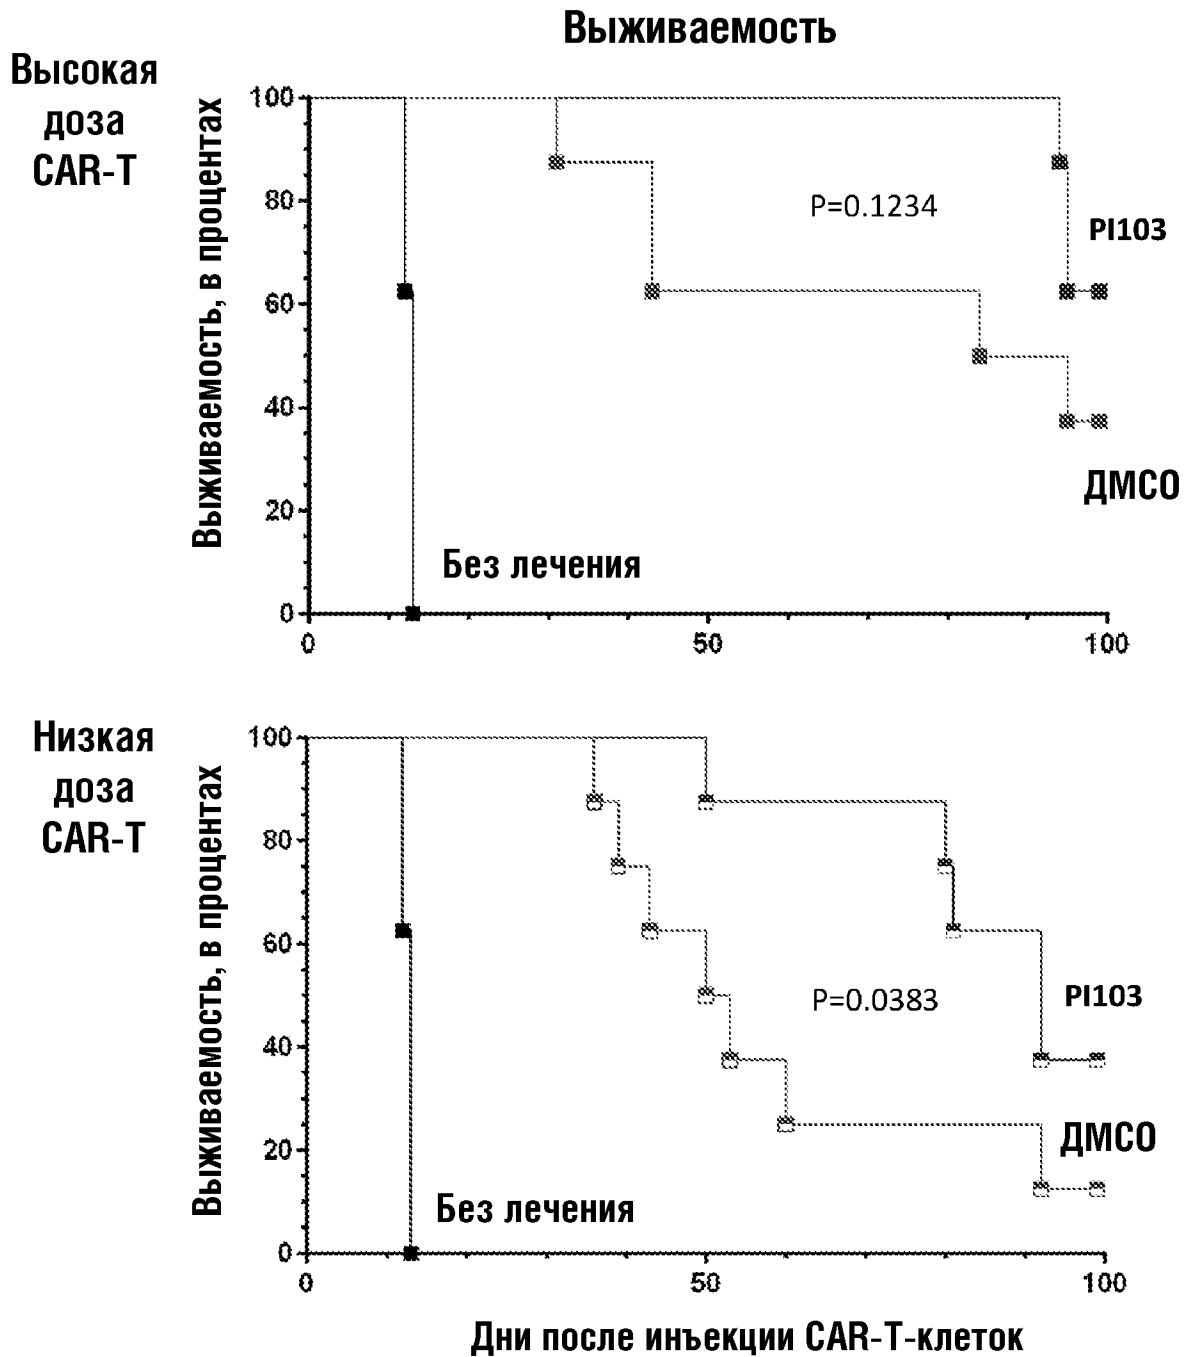 Выживаемость
Высокая
доза
CAR-T
Выживаемость, в процентах
100
80
60
40
20
0
P=0.1234
PI103
ДМСО
Без лечения
0
50
100
Низкая
доза
CAR-T
Выживаемость, в процентах
100
80
60
40
20
0
P=0.0383
PI103
ДМСО
Без лечения
0
50
100
Дни после инъекции CAR-T-клеток